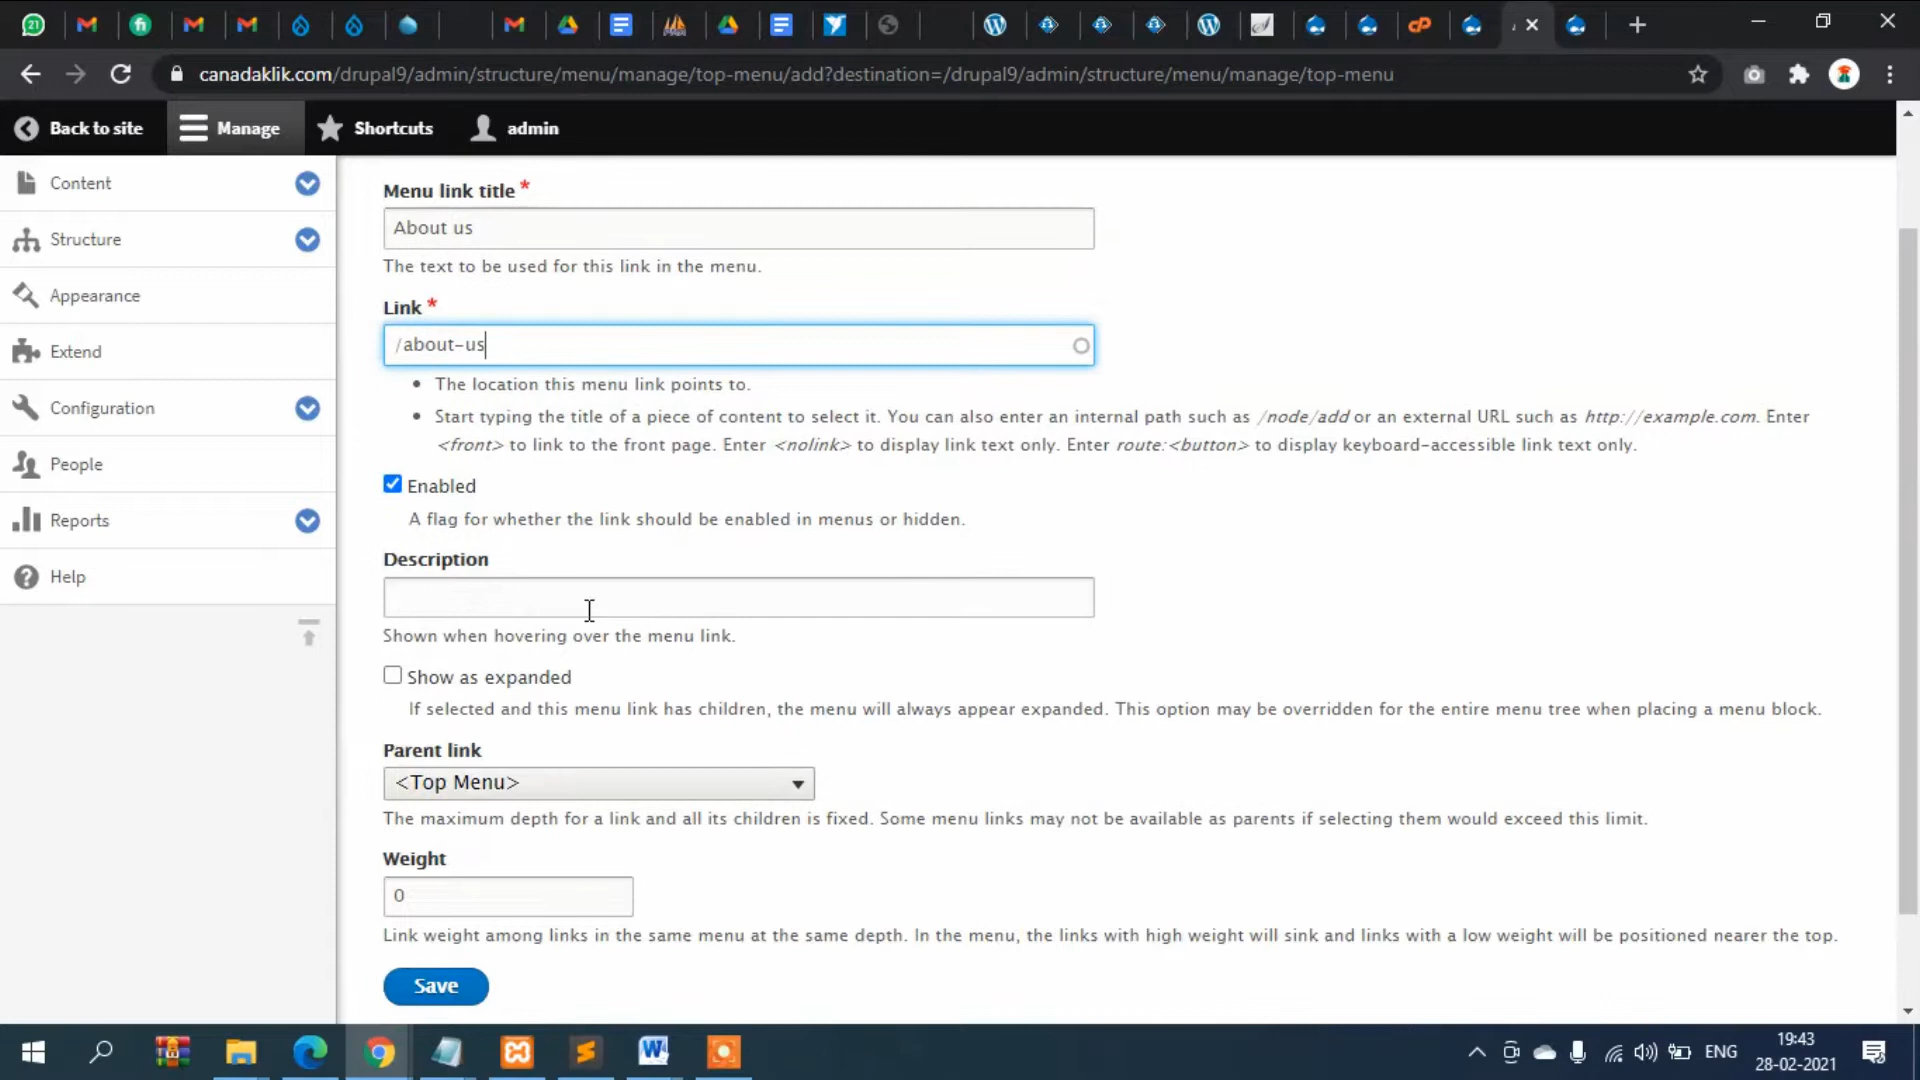 canadaklik.com/drupal9/admin/structure/menu/manage/top-menu/add?destination=/drupal9/admin/structure/menu/manage/top-menu
Back to site
Manage
Shortcuts
admin
Content
Structure
Appearance
Extend
Configuration
People
Reports
Help
Menu link title *
About us
The text to be used for this link in the menu.
Link *
/about-us
The location this menu link points to.
Start typing the title of a piece of content to select it. You can also enter an internal path such as /node/add or an external URL such as http://example.com. Enter
<front> to link to the front page. Enter <nolink> to display link text only. Enter route:<button> to display keyboard-accessible link text only.
Enabled
A flag for whether the link should be enabled in menus or hidden.
Description
Shown when hovering over the menu link.
Show as expanded
If selected and this menu link has children, the menu will always appear expanded. This option may be overridden for the entire menu tree when placing a menu block.
Parent link
<Top Menu>
The maximum depth for a link and all its children is fixed. Some menu links may not be available as parents if selecting them would exceed this limit.
Weight
0
Link weight among links in the same menu at the same depth. In the menu, the links with high weight will sink and links with a low weight will be positioned nearer the top.
Save
ENG
19:43
28-02-2021